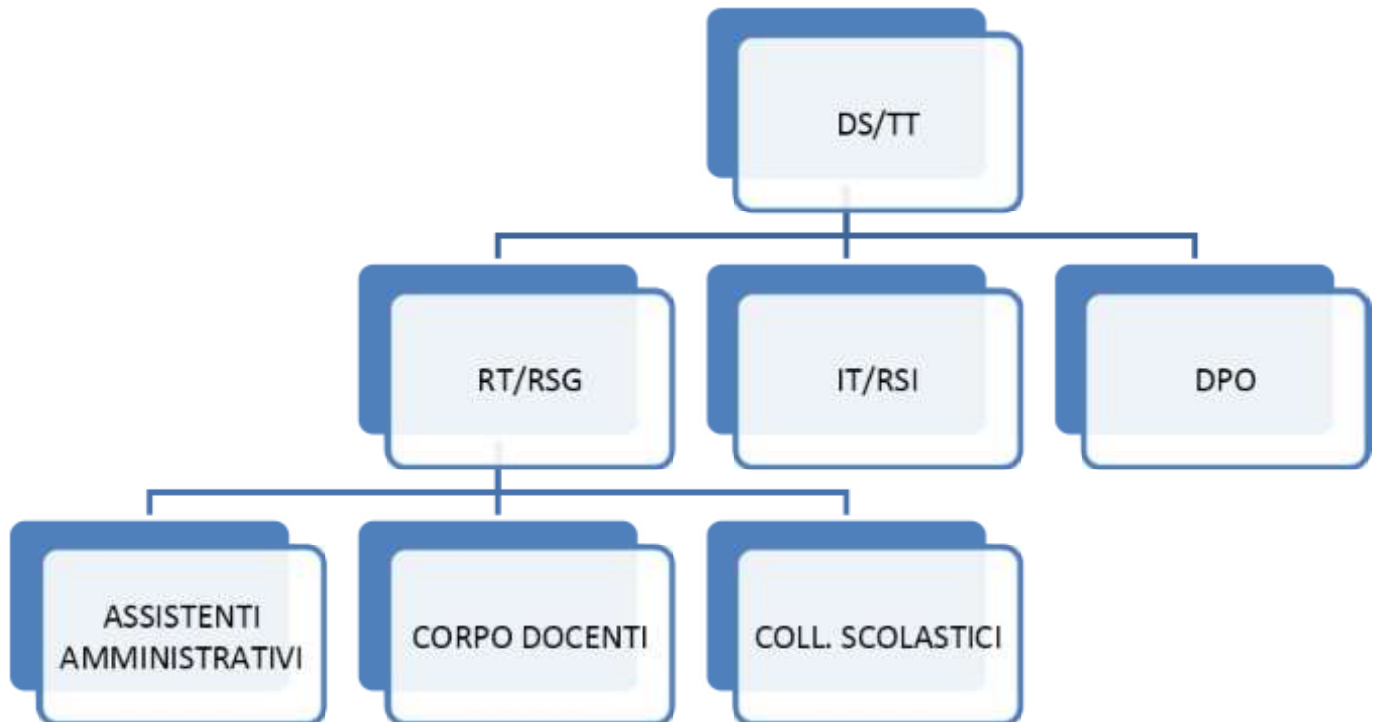 DS/TT
RT/RSG
IT/RSI
DPO
ASSISTENTI
AMMINISTRATIVI
CORPO DOCENTI
COLL. SCOLASTICI